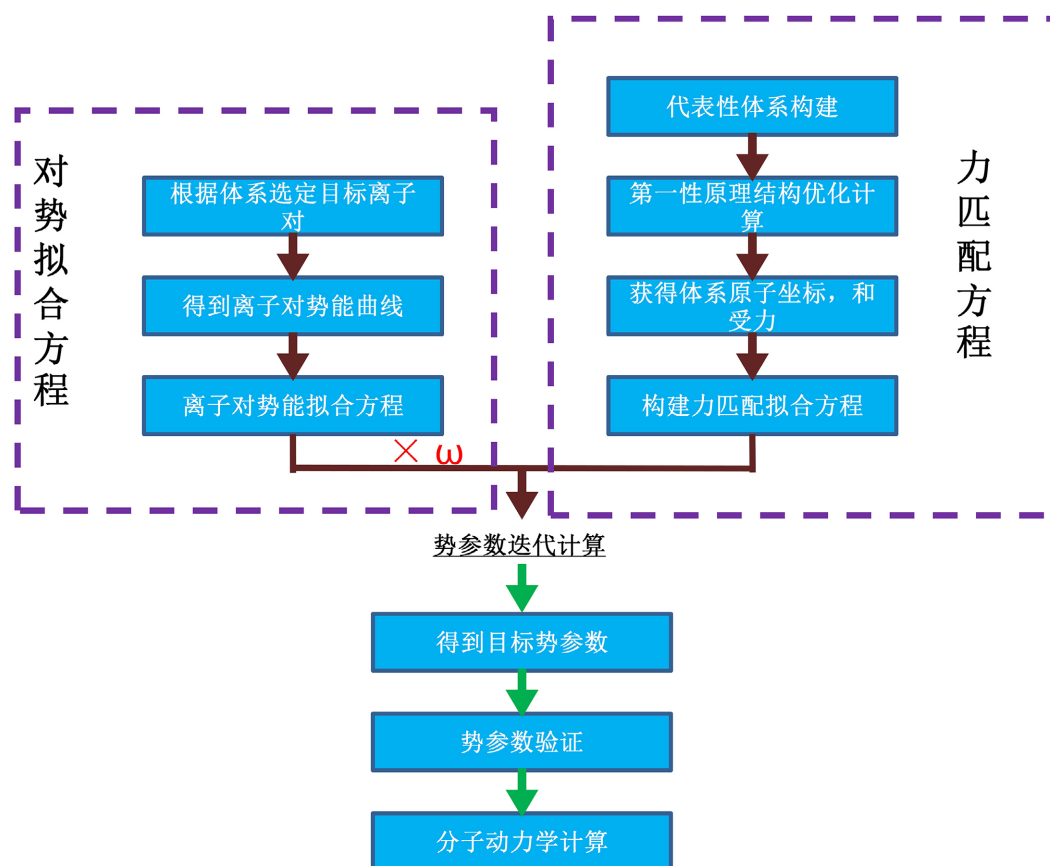 对势拟合方程
根据体系选定目标离子
对
得到离子对势能曲线
离子对势能拟合方程
× ω
代表性体系构建
第一性原理结构优化计
算
获得体系原子坐标，和
受力
构建力匹配拟合方程
力匹配方程
势参数迭代计算
得到目标势参数
势参数验证
分子动力学计算